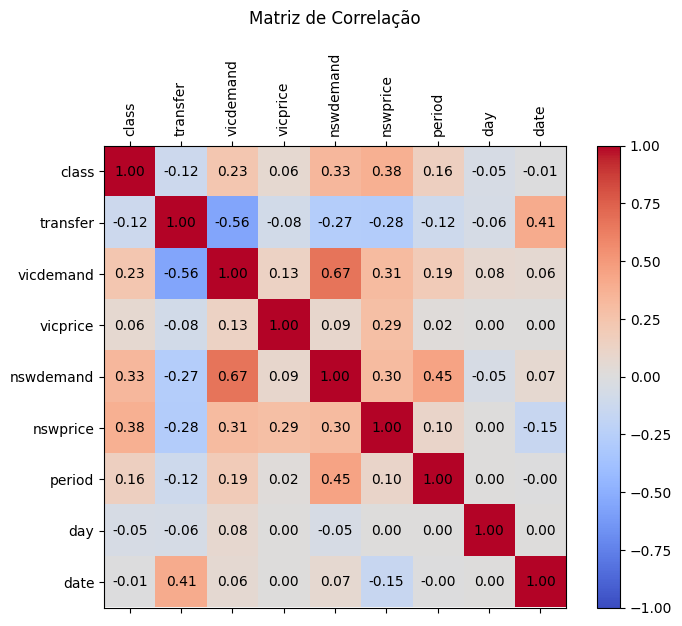 Matriz de Correlação
class transfer vicdemand vicprice nswdemand nswprice period day date
class 1.00 -0.12 0.23 0.06 0.33 0.38 0.16 -0.05 -0.01
transfer -0.12 1.00 -0.56 -0.08 -0.27 -0.28 -0.12 -0.06 0.41
vicdemand 0.23 -0.56 1.00 0.13 0.67 0.31 0.19 0.08 0.06
vicprice 0.06 -0.08 0.13 1.00 0.09 0.29 0.02 0.00 0.00
nswdemand 0.33 -0.27 0.67 0.09 1.00 0.30 0.45 -0.05 0.07
nswprice 0.38 -0.28 0.31 0.29 0.30 1.00 0.10 0.00 -0.15
period 0.16 -0.12 0.19 0.02 0.45 0.10 1.00 0.00 -0.00
day -0.05 -0.06 0.08 0.00 -0.05 0.00 0.00 1.00 0.00
date -0.01 0.41 0.06 0.00 0.07 -0.15 -0.00 0.00 1.00
1.00
0.75
0.50
0.25
0.00
−0.25
−0.50
−0.75
−1.00